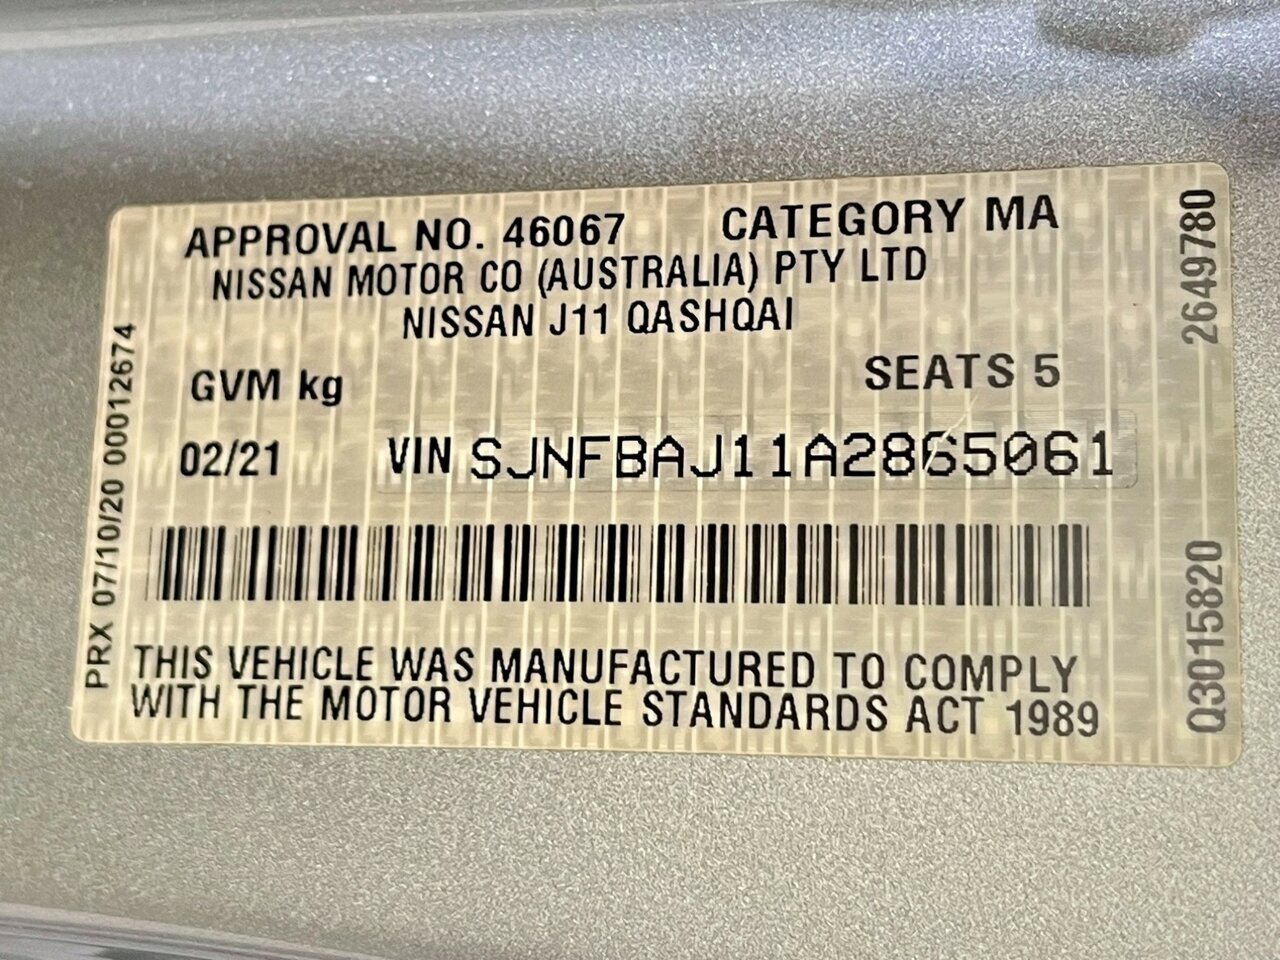 APPROVAL NO. 46067 CATEGORY MA
NISSAN MOTOR CO (AUSTRALIA) PTY LTD
NISSAN J11 QASHQAI
GVM kg SEATS 5
02/21 VIN SJNFBAJ11A2865061
THIS VEHICLE WAS MANUFACTURED TO COMPLY
WITH THE MOTOR VEHICLE STANDARDS ACT 1989
PRX 07/10/20 00012674
Q3015820 2649780